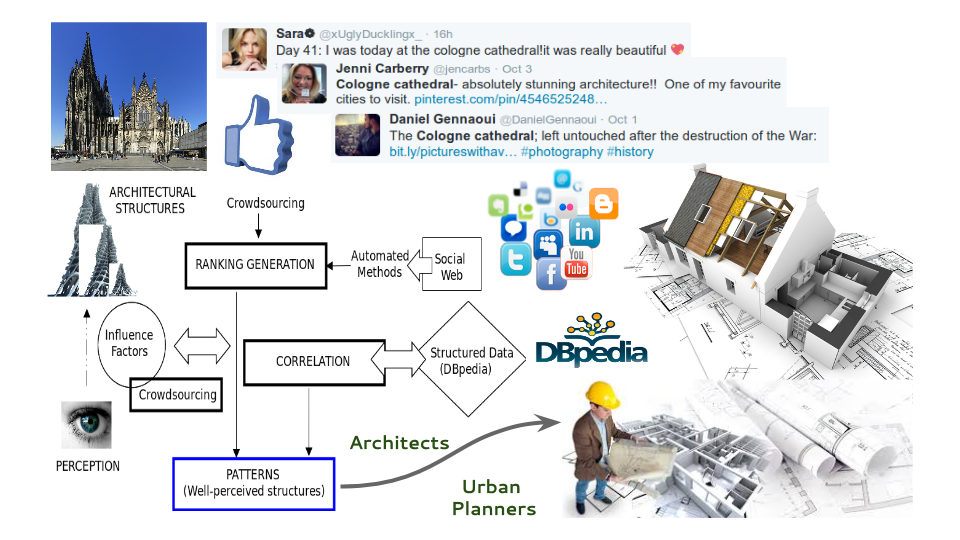 Sara @xUglyDucklingx_ · 16h
Day 41: I was today at the cologne cathedral!it was really beautiful
Jenni Carberry @jencarbs · Oct 3
Cologne cathedral- absolutely stunning architecture!! One of my favourite
cities to visit. pinterest.com/pin/4546525248…
Daniel Gennaoui @DanielGennaoui · Oct 1
The Cologne cathedral; left untouched after the destruction of the War:
bit.ly/pictureswithav… #photography #history
ARCHITECTURAL
STRUCTURES
Crowdsourcing
RANKING GENERATION
Automated
Methods
Social
Web
in
You
Tube
Influence
Factors
Crowdsourcing
CORRELATION
Structured Data
(DBpedia)
DBpedia
PERCEPTION
PATTERNS
(Well-perceived structures)
Architects
Urban
Planners